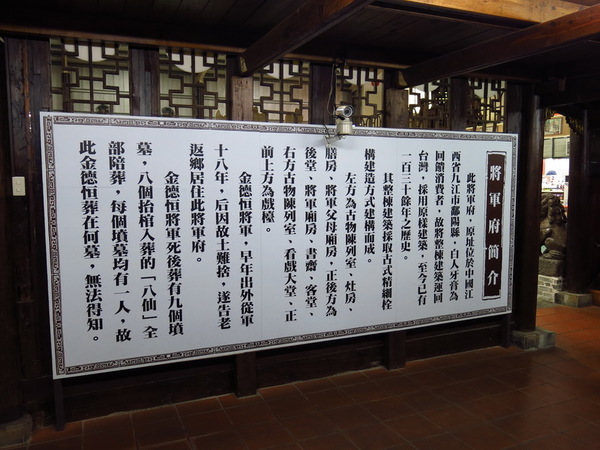 將軍府簡介
此將軍府，原址位於中國江
西省九江市鄱陽縣，白人牙膏為
回饋消費者，故將整棟建築運回
台灣，採用原樣建築，至今已有
一百三十餘年之歷史。
其整棟建築採取古式精細栓
構建造方式建構而成。
左方為古物陳列室、灶房、
膳房、將軍父母廂房，正後方為
後堂、將軍廂房、書齋、客堂、
右方古物陳列室、看戲大堂、正
前上方為戲樓。
金德恒將軍，早年出外從軍
十八年，后因故土難捨，遂告老
返鄉居住此將軍府。
金德恒將軍死後葬有九個墳
墓，八個抬棺入葬的「八仙」全
部陪葬，每個墳墓均有一人，故
此金德恒葬在何墓，無法得知。